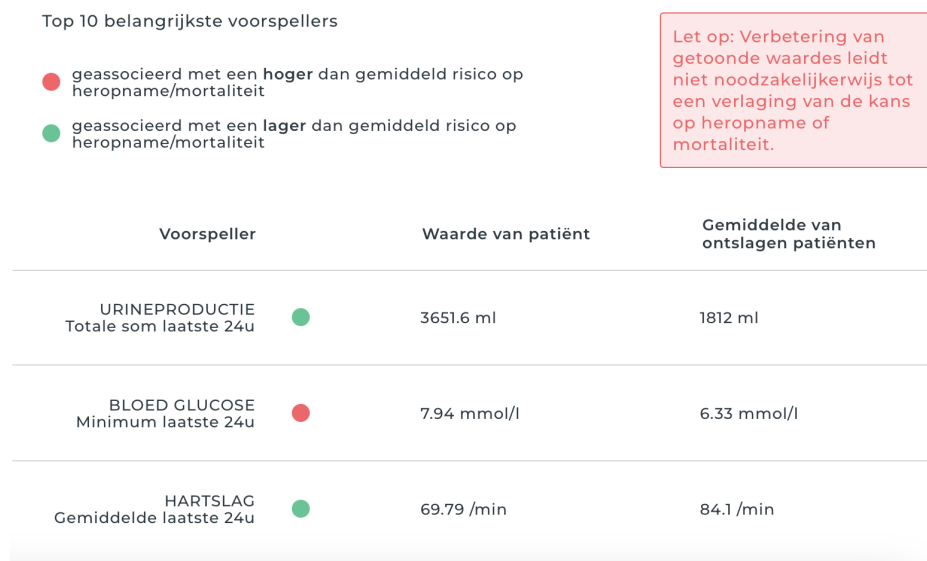 Top 10 belangrijkste voorspellers
geassocieerd met een hoger dan gemiddeld risico op
heropname/mortaliteit
geassocieerd met een lager dan gemiddeld risico op
heropname/mortaliteit
Let op: Verbetering van
getoonde waardes leidt
niet noodzakelijkerwijs tot
een verlaging van de kans
op heropname of
mortaliteit.
Voorspeller
Waarde van patiënt
Gemiddelde van
ontslagen patiënten
URINEPRODUCTIE
Totale som laatste 24u
3651.6 ml
1812 ml
BLOED GLUCOSE
Minimum laatste 24u
7.94 mmol/l
6.33 mmol/l
HARTSLAG
Gemiddelde laatste 24u
69.79 /min
84.1 /min